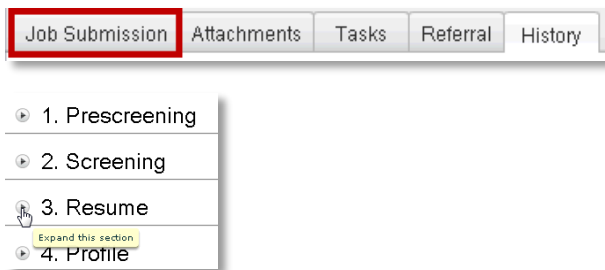 Job Submission Attachments Tasks Referral History
1. Prescreening
2. Screening
3. Resume
Expand this section
4. Profile